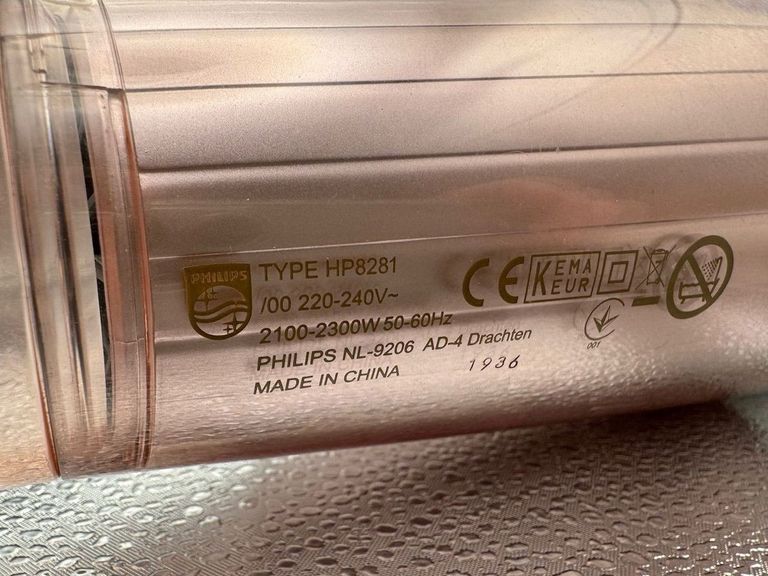 PHILIPS
TYPE HP8281
/00 220-240V~
2100-2300W 50-60Hz
PHILIPS NL-9206 AD-4 Drachten
MADE IN CHINA
1936
CE
KEMA
KEUR
001